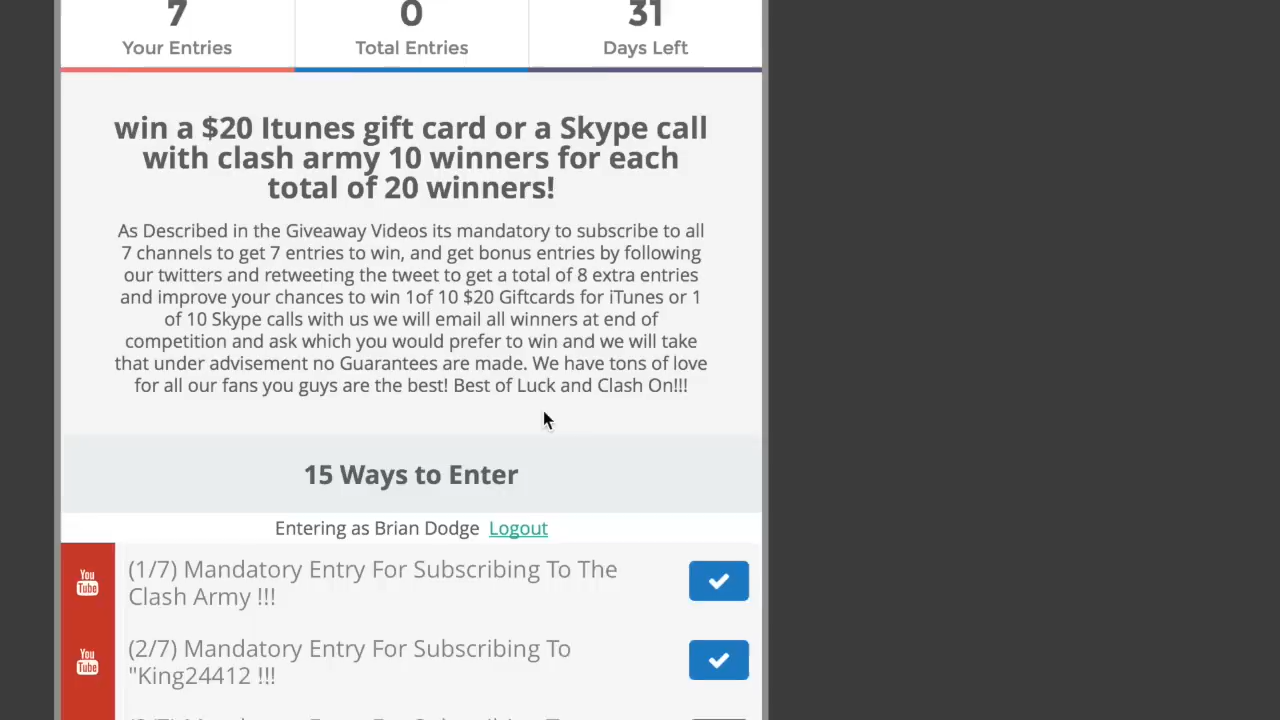 7 0 31
Your Entries Total Entries Days Left
win a $20 Itunes gift card or a Skype call
with clash army 10 winners for each
total of 20 winners!
As Described in the Giveaway Videos its mandatory to subscribe to all
7 channels to get 7 entries to win, and get bonus entries by following
our twitters and retweeting the tweet to get a total of 8 extra entries
and improve your chances to win 1of 10 $20 Giftcards for iTunes or 1
of 10 Skype calls with us we will email all winners at end of
competition and ask which you would prefer to win and we will take
that under advisement no Guarantees are made. We have tons of love
for all our fans you guys are the best! Best of Luck and Clash On!!!
15 Ways to Enter
Entering as Brian Dodge Logout
You Tube
(1/7) Mandatory Entry For Subscribing To The
Clash Army !!!
You Tube
(2/7) Mandatory Entry For Subscribing To
"King24412 !!!